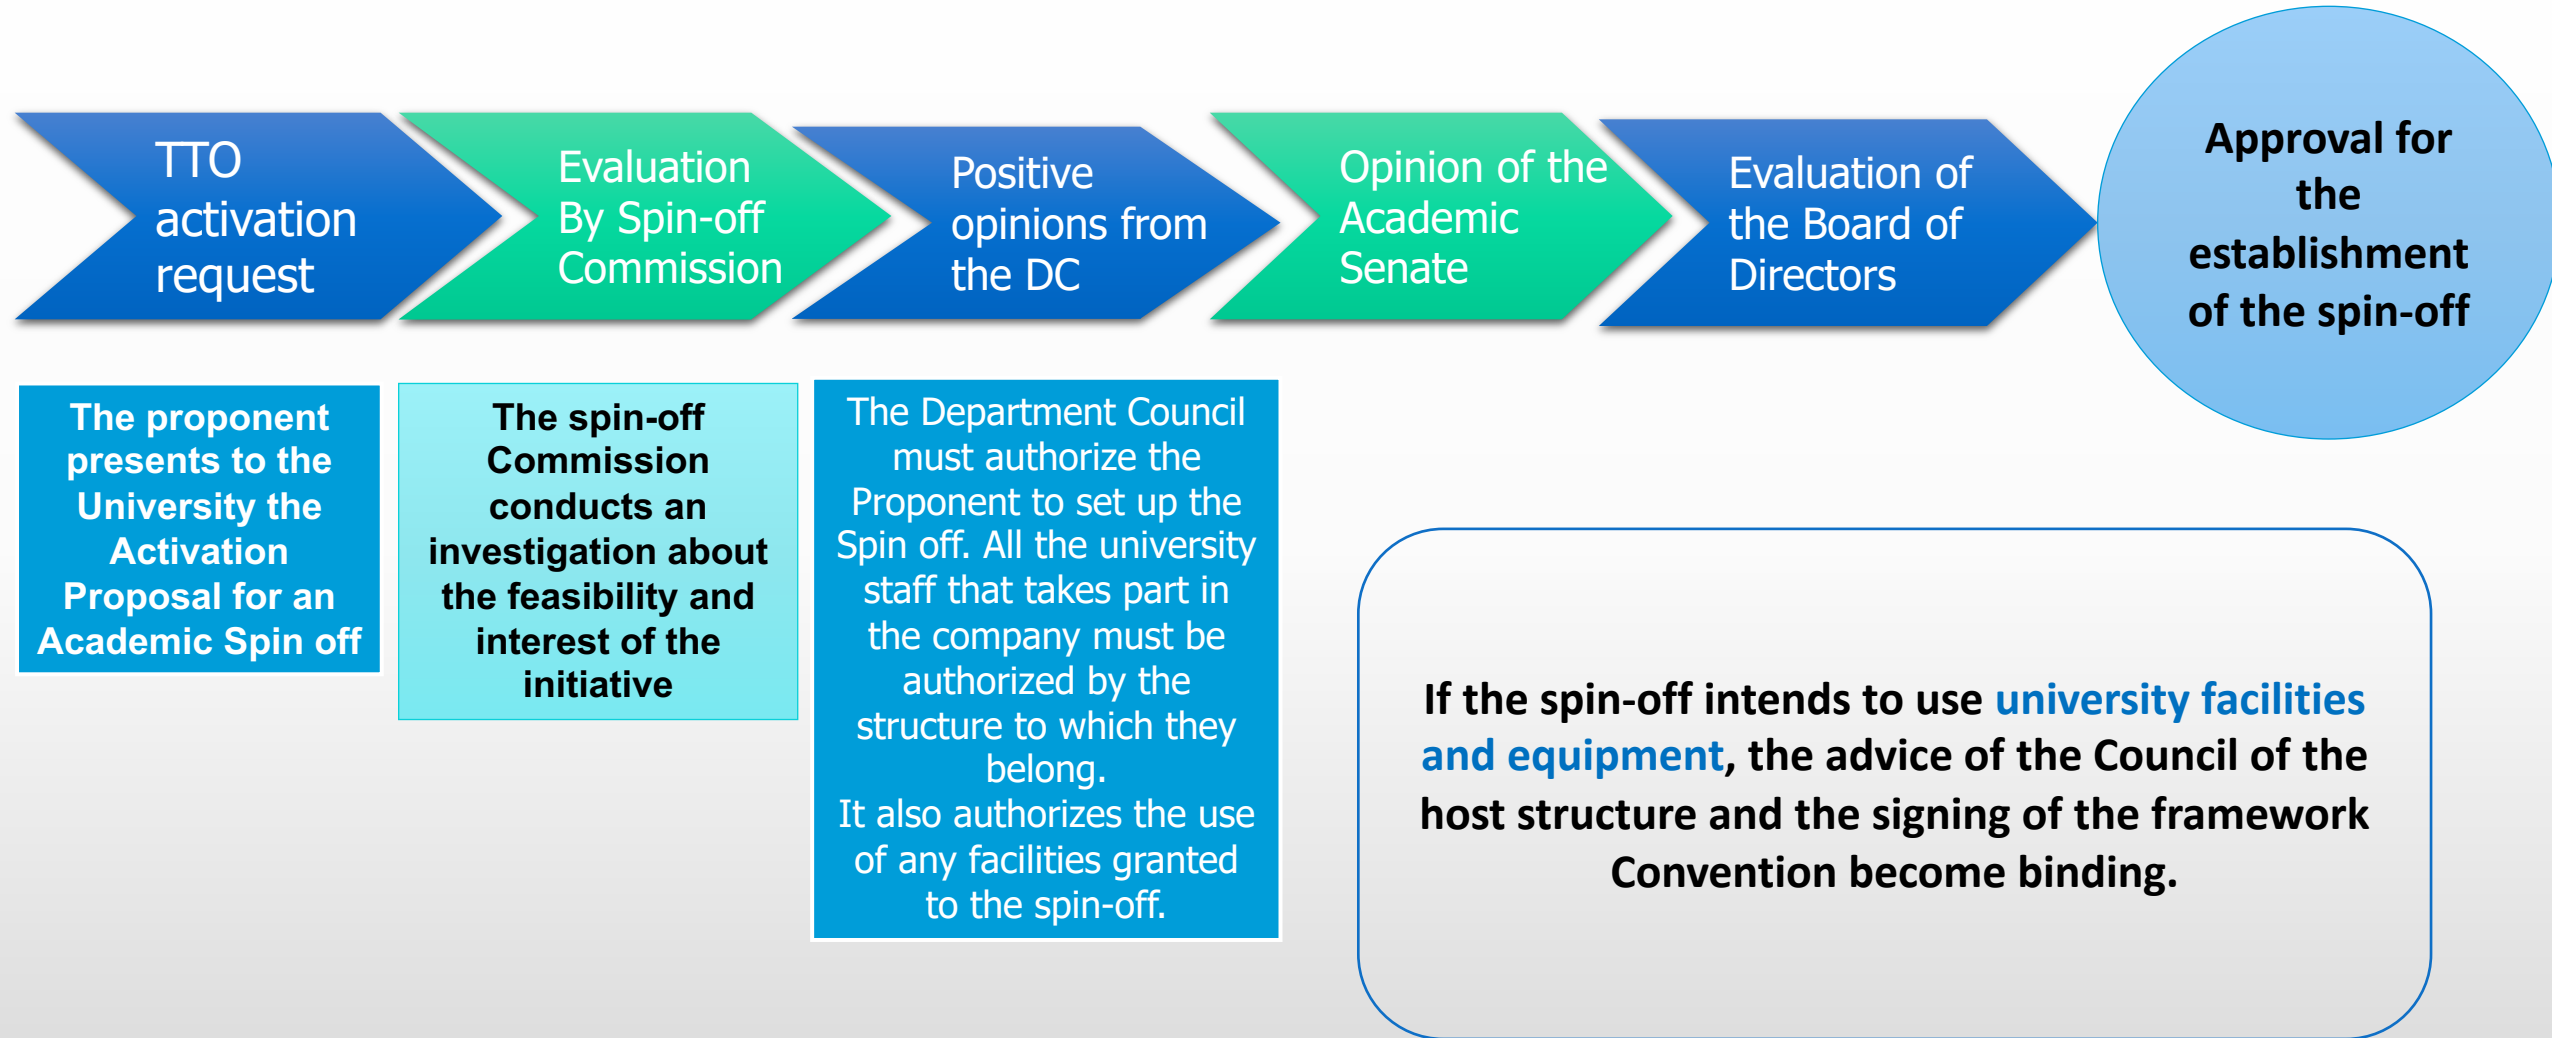 TTO
activation
request
Evaluation
By Spin-off
Commission
Positive
opinions from
the DC
Opinion of the
Academic
Senate
Evaluation of
the Board of
Directors
Approval for
the
establishment
of the spin-off
The proponent
presents to the
University the
Activation
Proposal for an
Academic Spin off
The spin-off
Commission
conducts an
investigation about
the feasibility and
interest of the
initiative
The Department Council
must authorize the
Proponent to set up the
Spin off. All the university
staff that takes part in
the company must be
authorized by the
structure to which they
belong.
It also authorizes the use
of any facilities granted
to the spin-off.
If the spin-off intends to use university facilities
and equipment, the advice of the Council of the
host structure and the signing of the framework
Convention become binding.